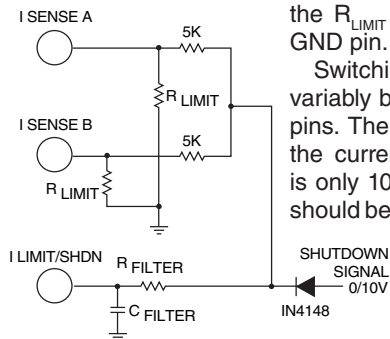 I SENSE A
5K
R LIMIT
I SENSE B
5K
R LIMIT
I LIMIT/SHDN
R FILTER
C FILTER
SHUTDOWN
SIGNAL
0/10V
IN4148
the RLIMIT
GND pin.
Switchi
variably b
pins. The
the curre
is only 10
should be